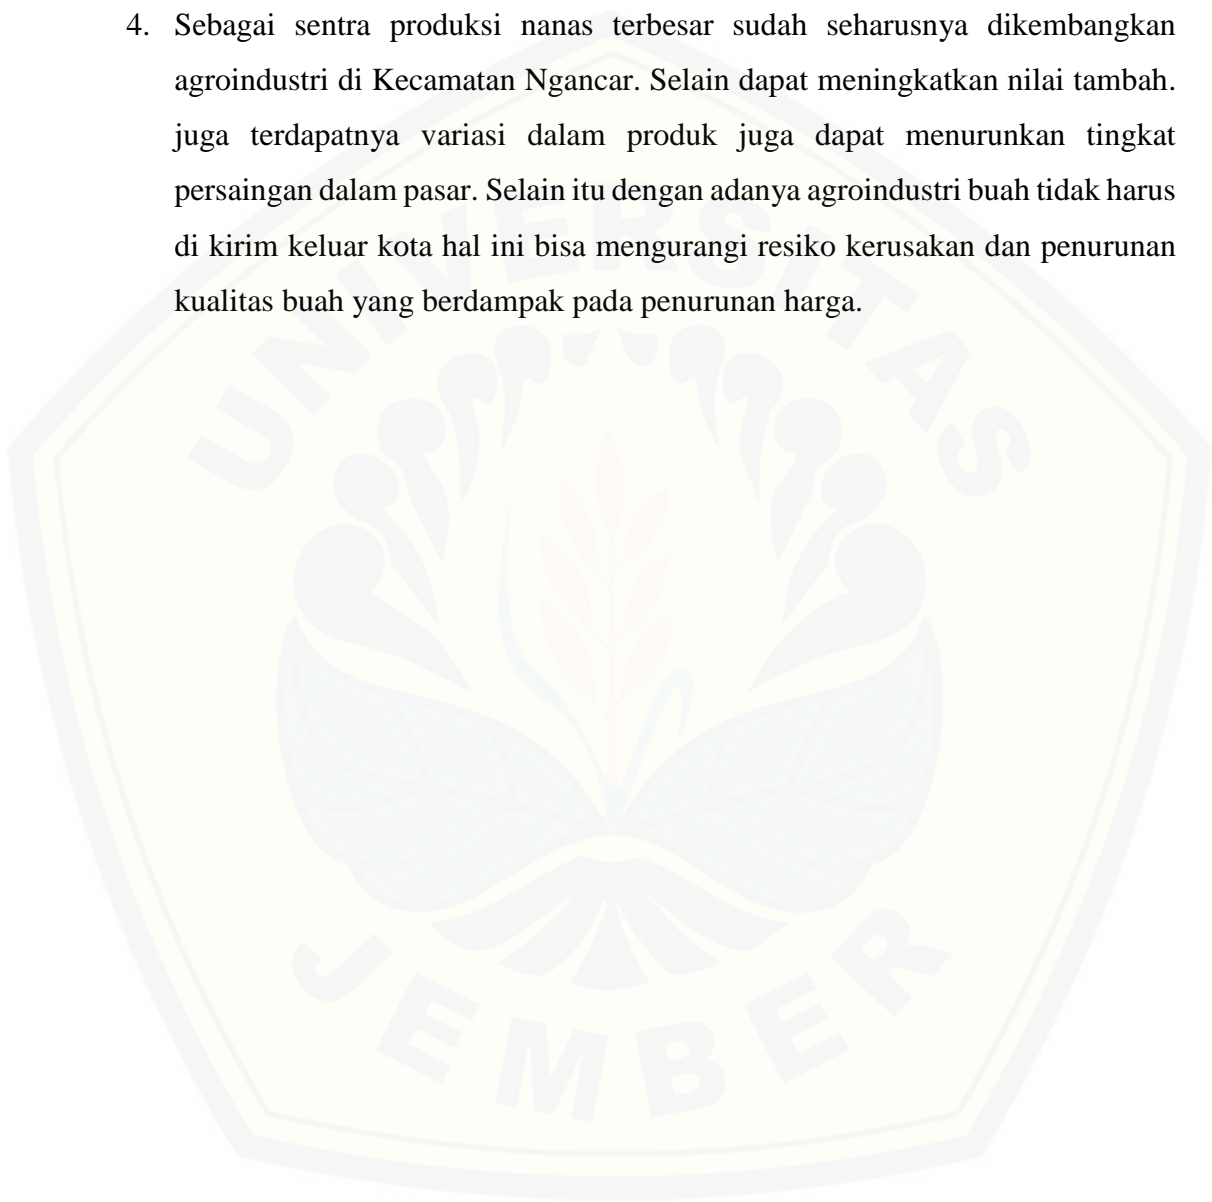 4. Sebagai sentra produksi nanas terbesar sudah seharusnya dikembangkan
agroindustri di Kecamatan Ngancar. Selain dapat meningkatkan nilai tambah.
juga terdapatnya variasi dalam produk juga dapat menurunkan tingkat
persaingan dalam pasar. Selain itu dengan adanya agroindustri buah tidak harus
di kirim keluar kota hal ini bisa mengurangi resiko kerusakan dan penurunan
kualitas buah yang berdampak pada penurunan harga.
UNIVERSITAS
JEMBER